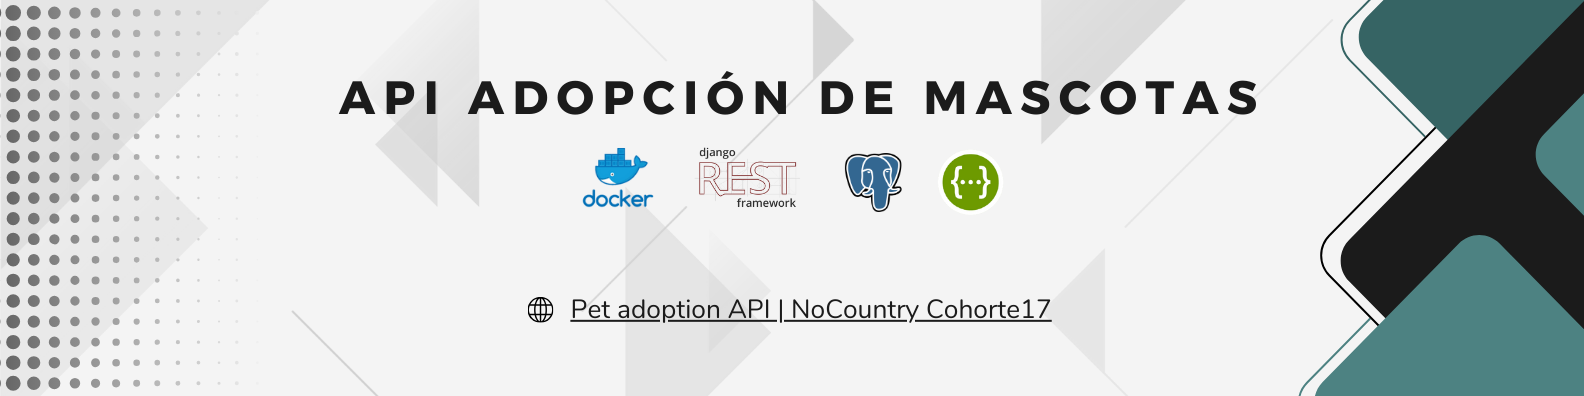 API ADOPCIÓN DE MASCOTAS
docker
django
REST
framework
{...}
Pet adoption API | NoCountry Cohorte17